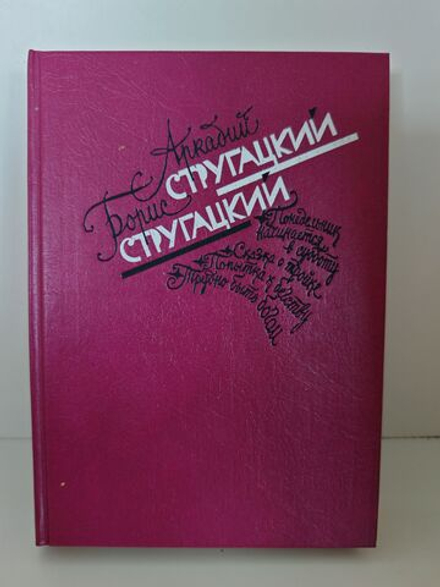 Аркадий
СТРУГАЦКИЙ
Борис
СТРУГАЦКИЙ
Понедельник
начинается
в субботу
Сказка о тройке
Попытка к бегству
Трудно быть богом